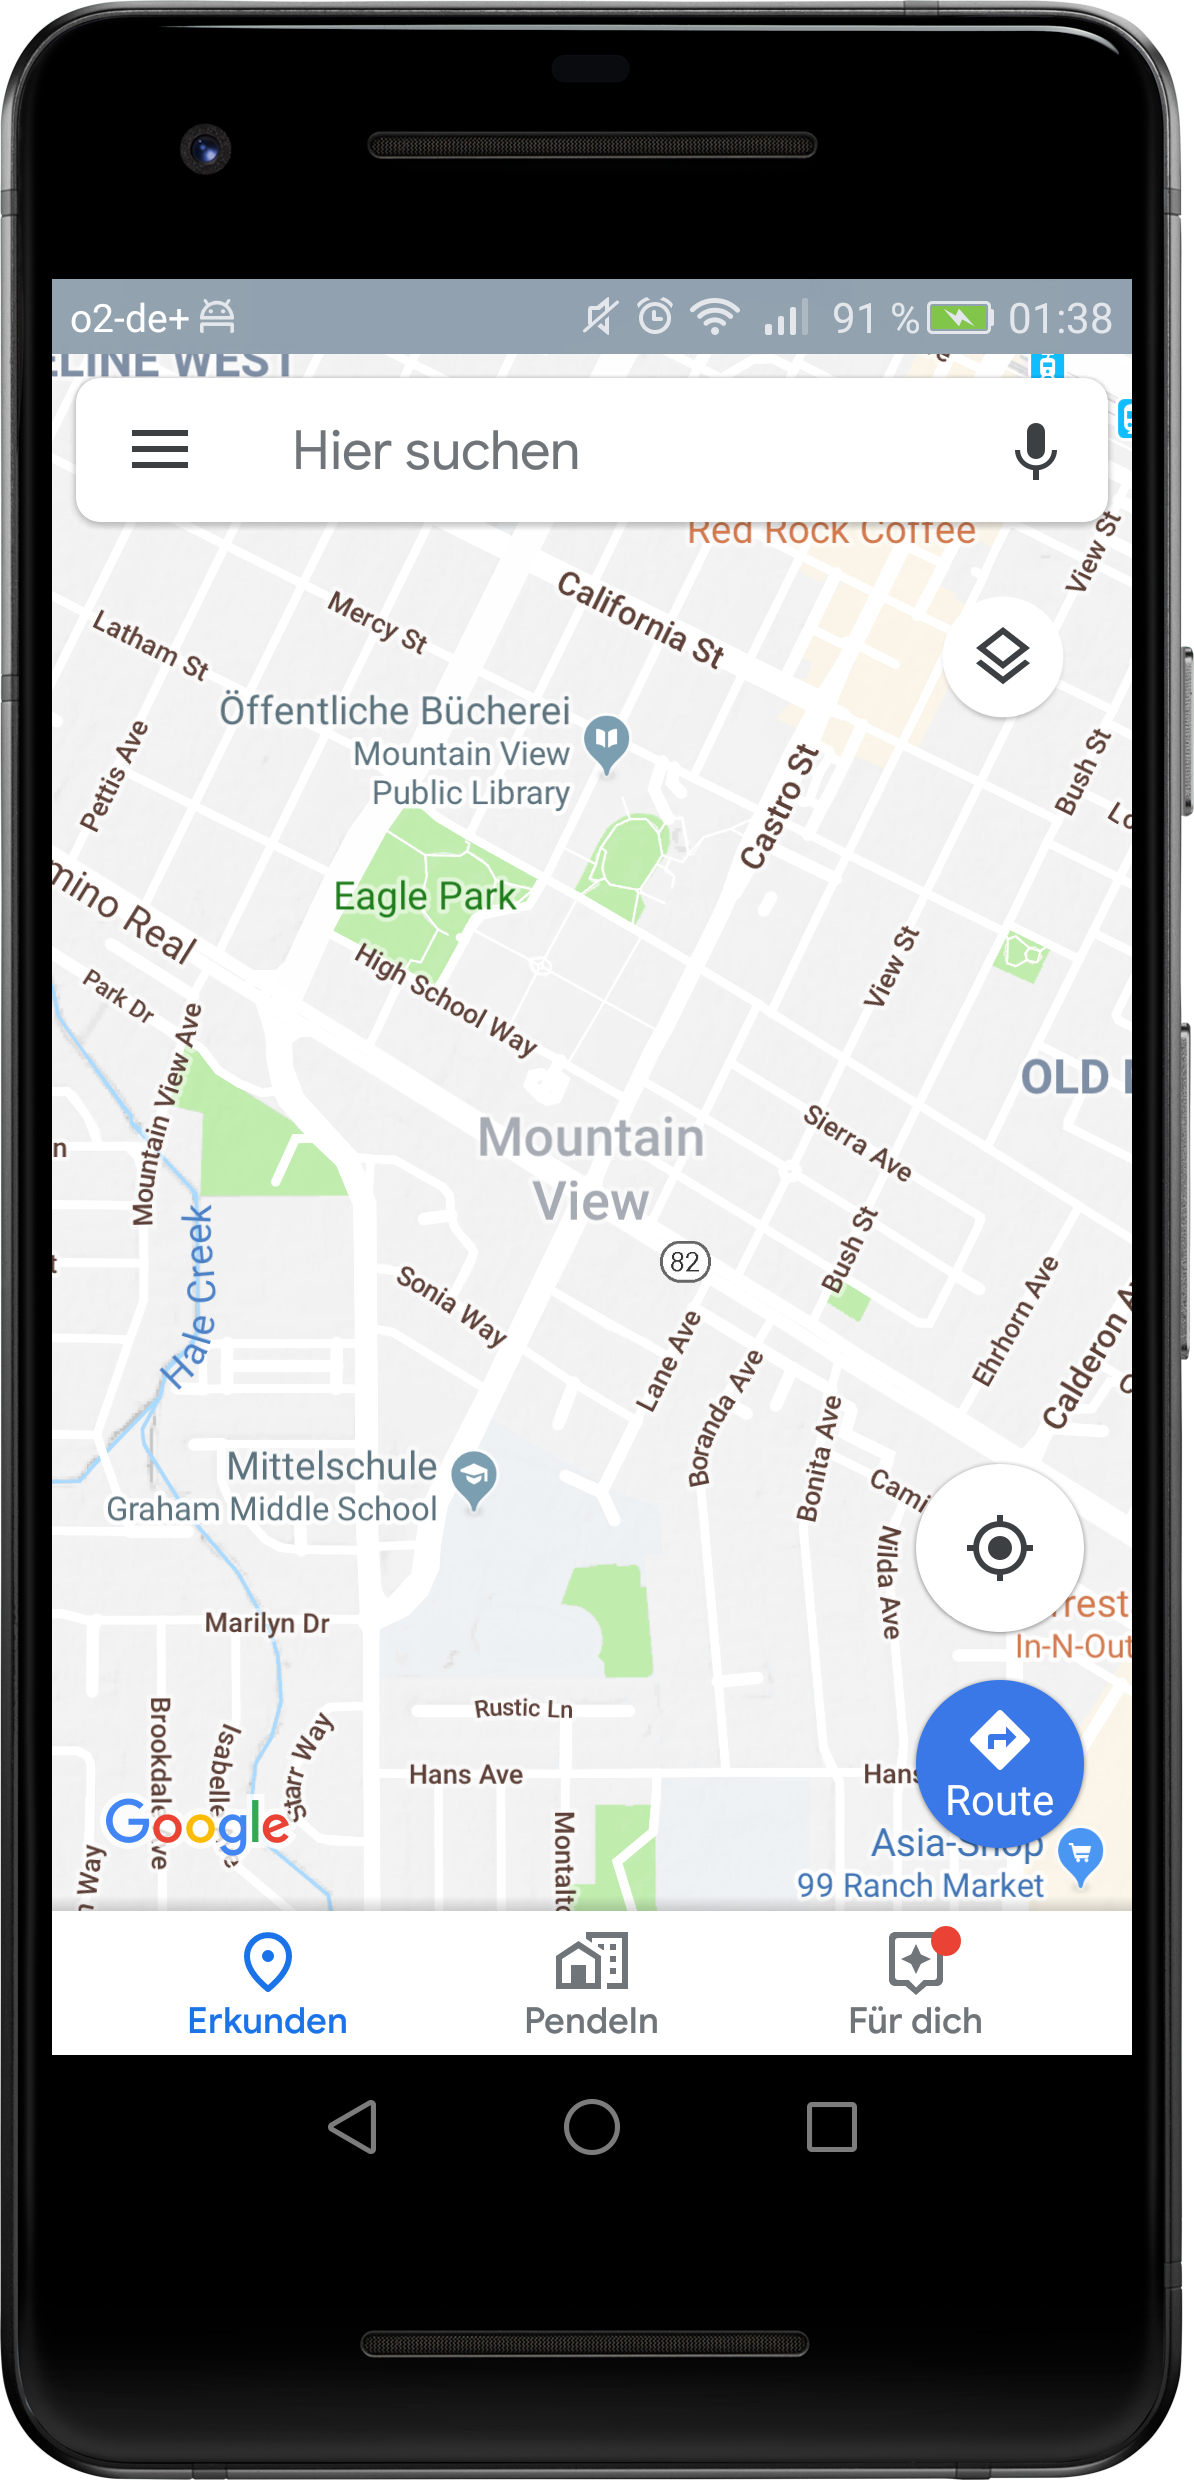 o2-de+ 91 % 01:38
ELINE WEST
Hier suchen
Red Rock Coffee
View St
California St
Mercy St
Latham St
Öffentliche Bücherei
Mountain View
Public Library
Pettis Ave
Castro St
Bush St
Lo
Eagle Park
mino Real
High School Way
View St
Park Dr
Mountain View Ave
OLD
Mountain
View
Sierra Ave
n
Hale Creek
82
Bush St
Sonia Way
Lane Ave
Ehrhorn Ave
Calderon A
Boranda Ave
Bonita Ave
Mittelschule
Graham Middle School
Cami
Nilda Ave
rrest
In-N-Out
Marilyn Dr
Rustic Ln
Brookdale Ave
Isabelle
Starr Way
Hans Ave
Hans
Route
Google
Montalto
n Way
Asia-Shop
99 Ranch Market
Erkunden
Pendeln
Für dich